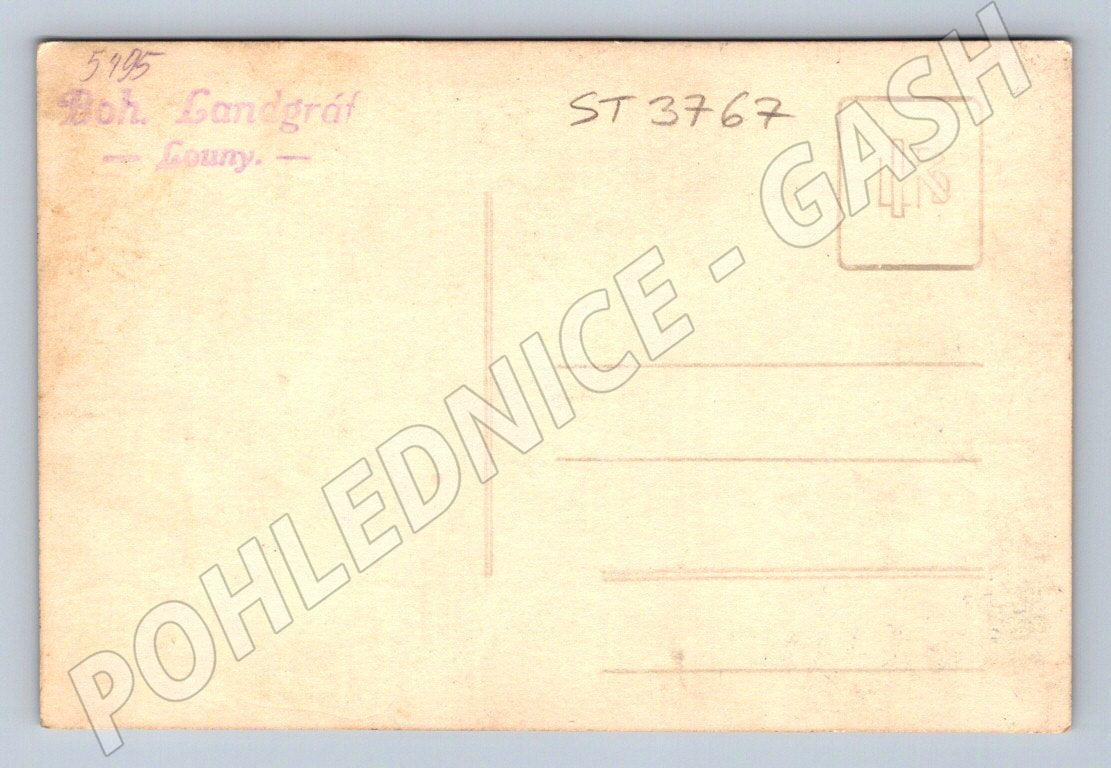 5495
Boh. Landgráf
— Louny. —
ST 3767
POHLEDNICE - GASH